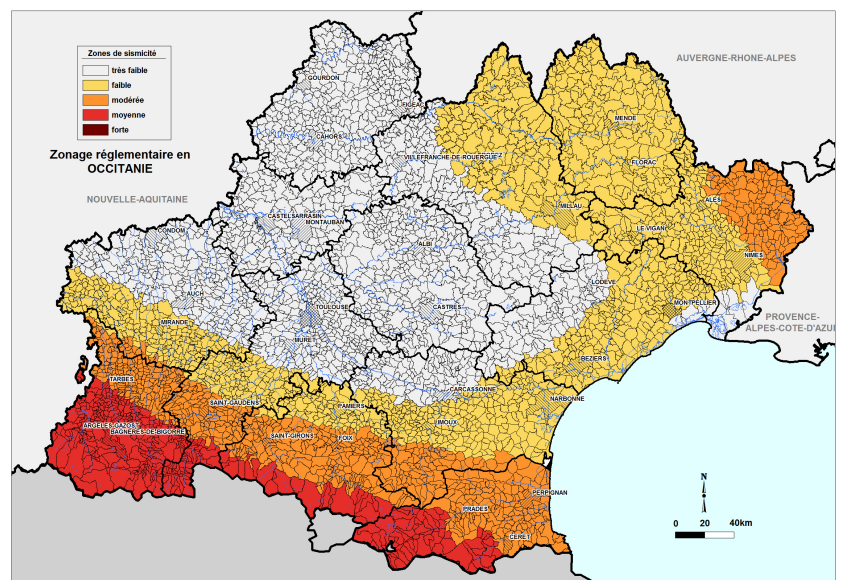 Zones de sismicité
très faible
faible
modérée
moyenne
forte
Zonage réglementaire en
OCCITANIE
AUVERGNE-RHONE-ALPES
NOUVELLE-AQUITAINE
PROVENCE-
ALPES-COTE-D'AZUR
GOURDON
FIGEAC
CAHORS
MENDE
VILLEFRANCHE-DE-ROUERGUE
FLORAC
ALES
MILLAU
CASTELSARRASIN
MONTAUBAN
LE VIGAN
CONDOM
ALBI
NIMES
LODEVE
AUCH
TOULOUSE
CASTRES
MONTPELLIER
MIRANDE
MURET
BEZIERS
TARBES
CARCASSONNE
SAINT-GAUDENS
PAMIERS
NARBONNE
LIMOUX
ARGELES-GAZOST
BAGNERES-DE-BIGORRE
SAINT-GIRONS
FOIX
PERPIGNAN
PRADES
CERET
N
0 20 40km